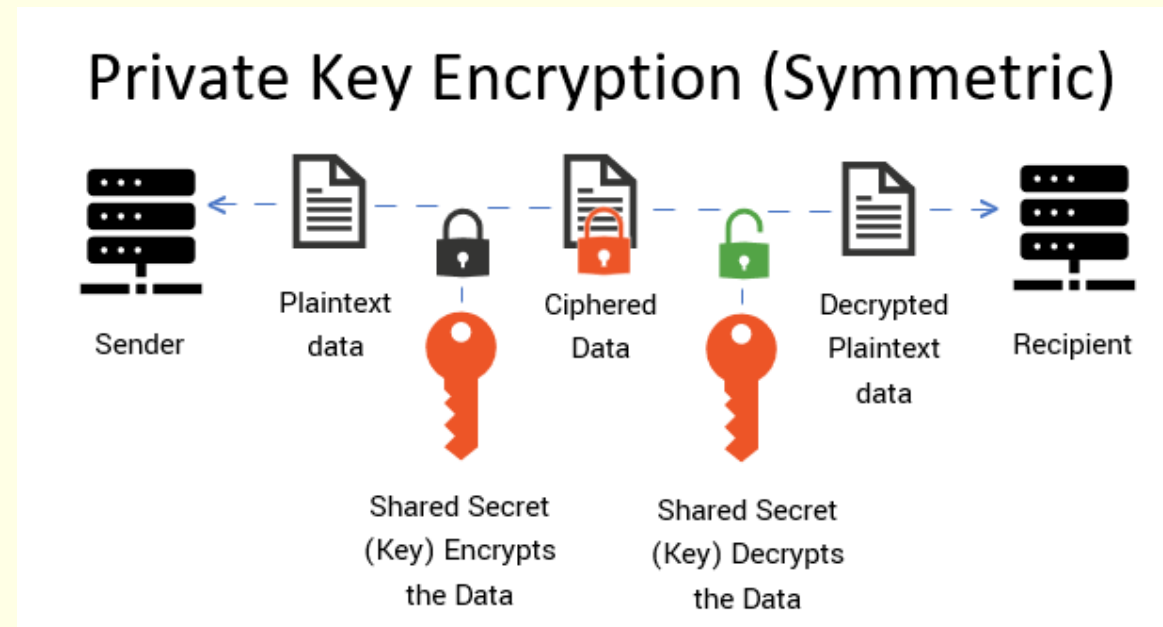 Private Key Encryption (Symmetric)
Sender
Plaintext
data
Ciphered
Data
Decrypted
Plaintext
data
Recipient
Shared Secret
(Key) Encrypts
the Data
Shared Secret
(Key) Decrypts
the Data